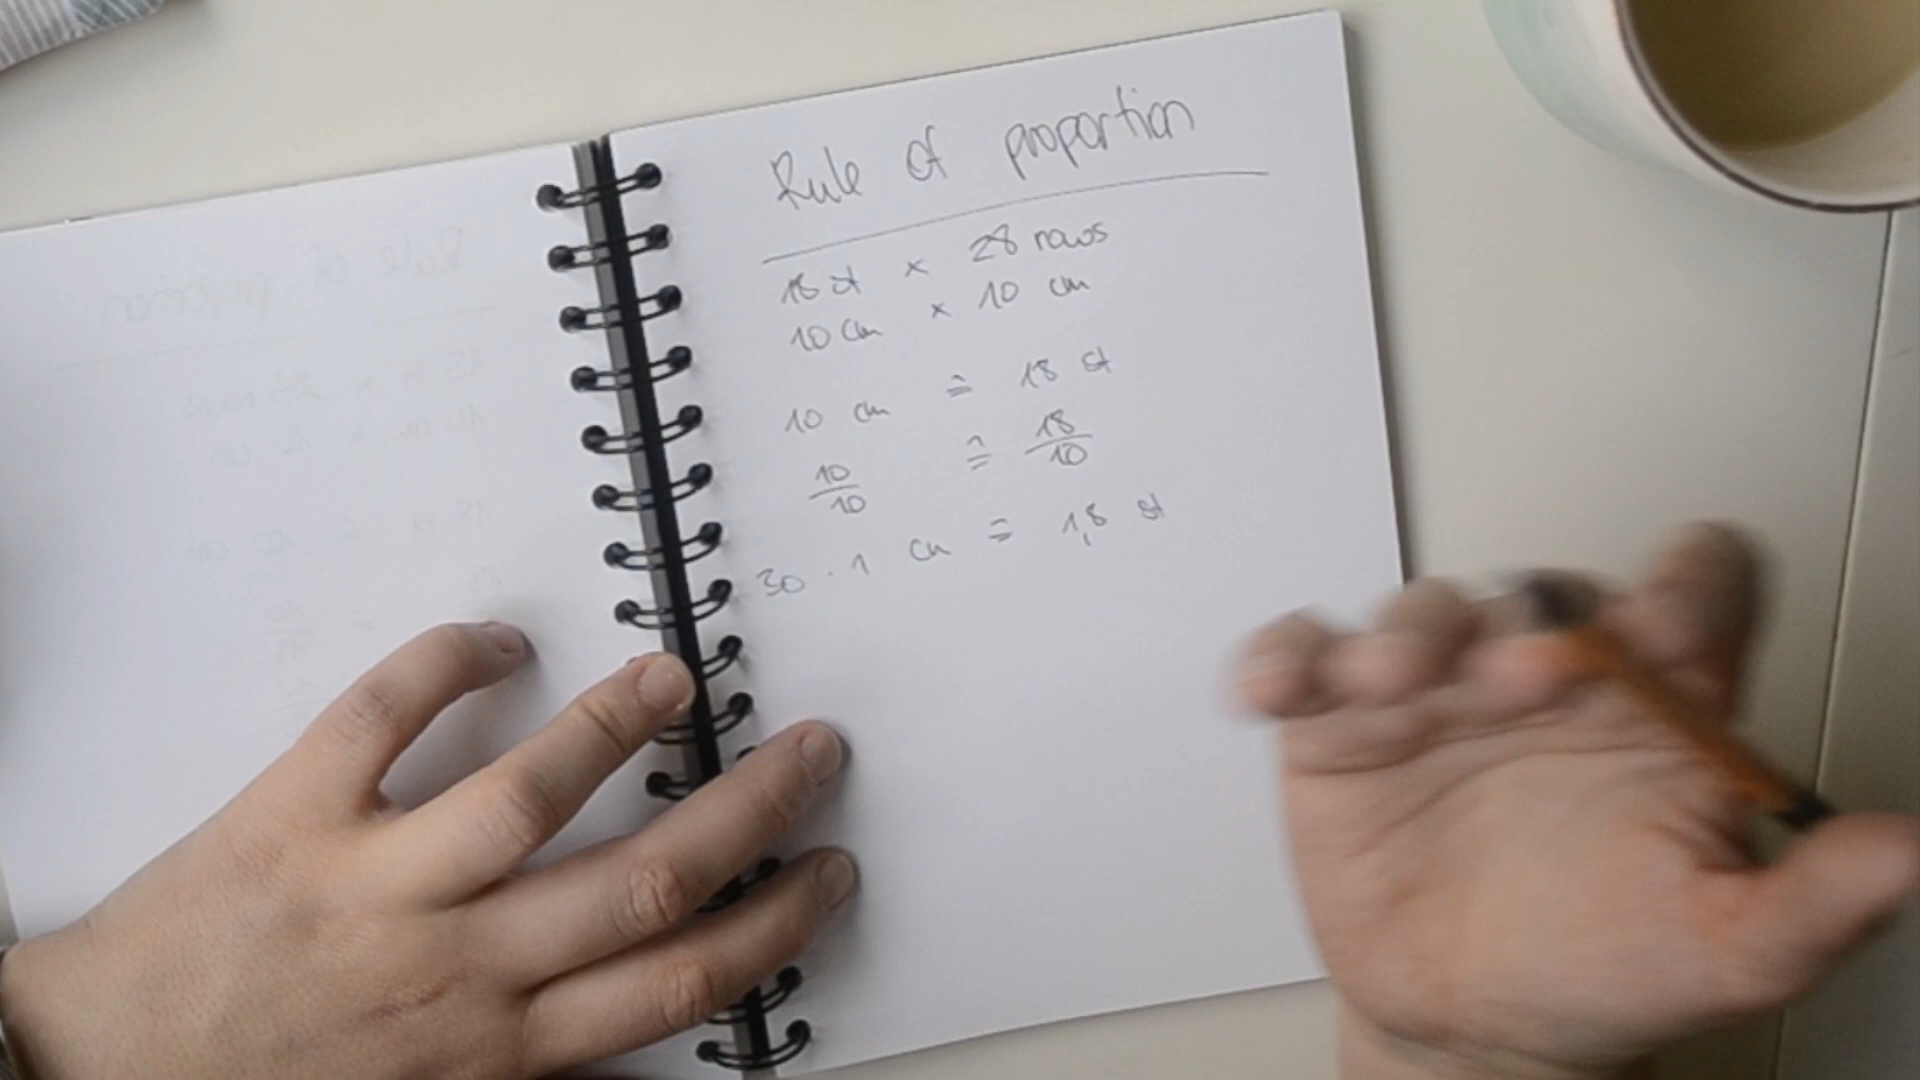 Rule of proportion
18 st × 28 rows
10 cm × 10 cm
10 cm ≙ 18 st
10/10 ≙ 18/10
30 · 1 cm ≙ 1,8 st